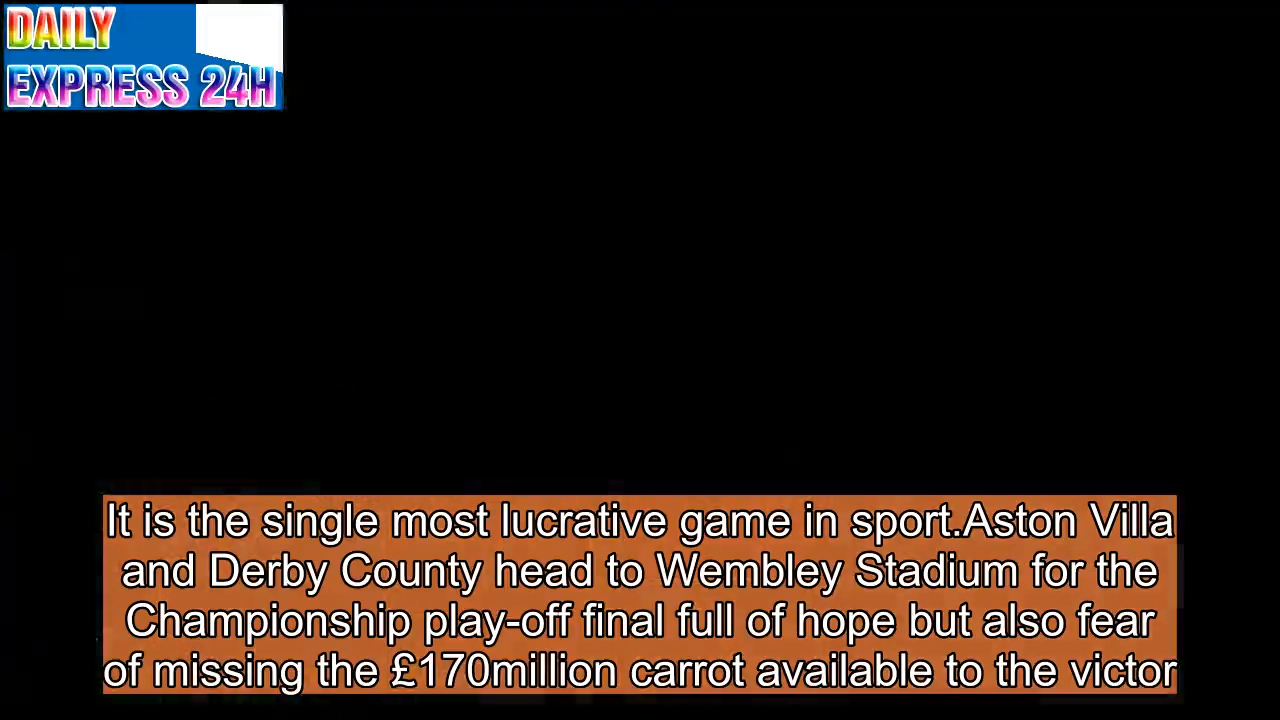 DAILY
EXPRESS 24H
It is the single most lucrative game in sport.Aston Villa
and Derby County head to Wembley Stadium for the
Championship play-off final full of hope but also fear
of missing the £170million carrot available to the victor